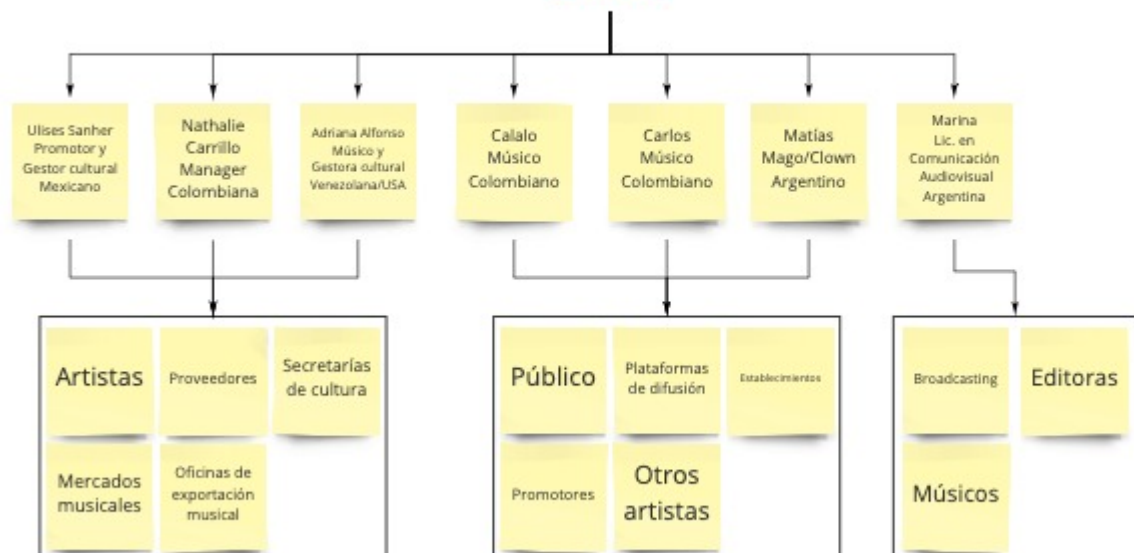 Ulises Sanher
Promotor y
Gestor cultural
Mexicano
Nathalie
Carrillo
Manager
Colombiana
Adriana Alfonso
Músico y
Gestora cultural
Venezolana/USA
Calalo
Músico
Colombiano
Carlos
Músico
Colombiano
Matías
Mago/Clown
Argentino
Marina
Lic. en
Comunicación
Audiovisual
Argentina
Artistas
Proveedores
Secretarías
de cultura
Mercados
musicales
Oficinas de
exportación
musical
Público
Plataformas
de difusión
Establecimientos
Promotores
Otros
artistas
Broadcasting
Editoras
Músicos